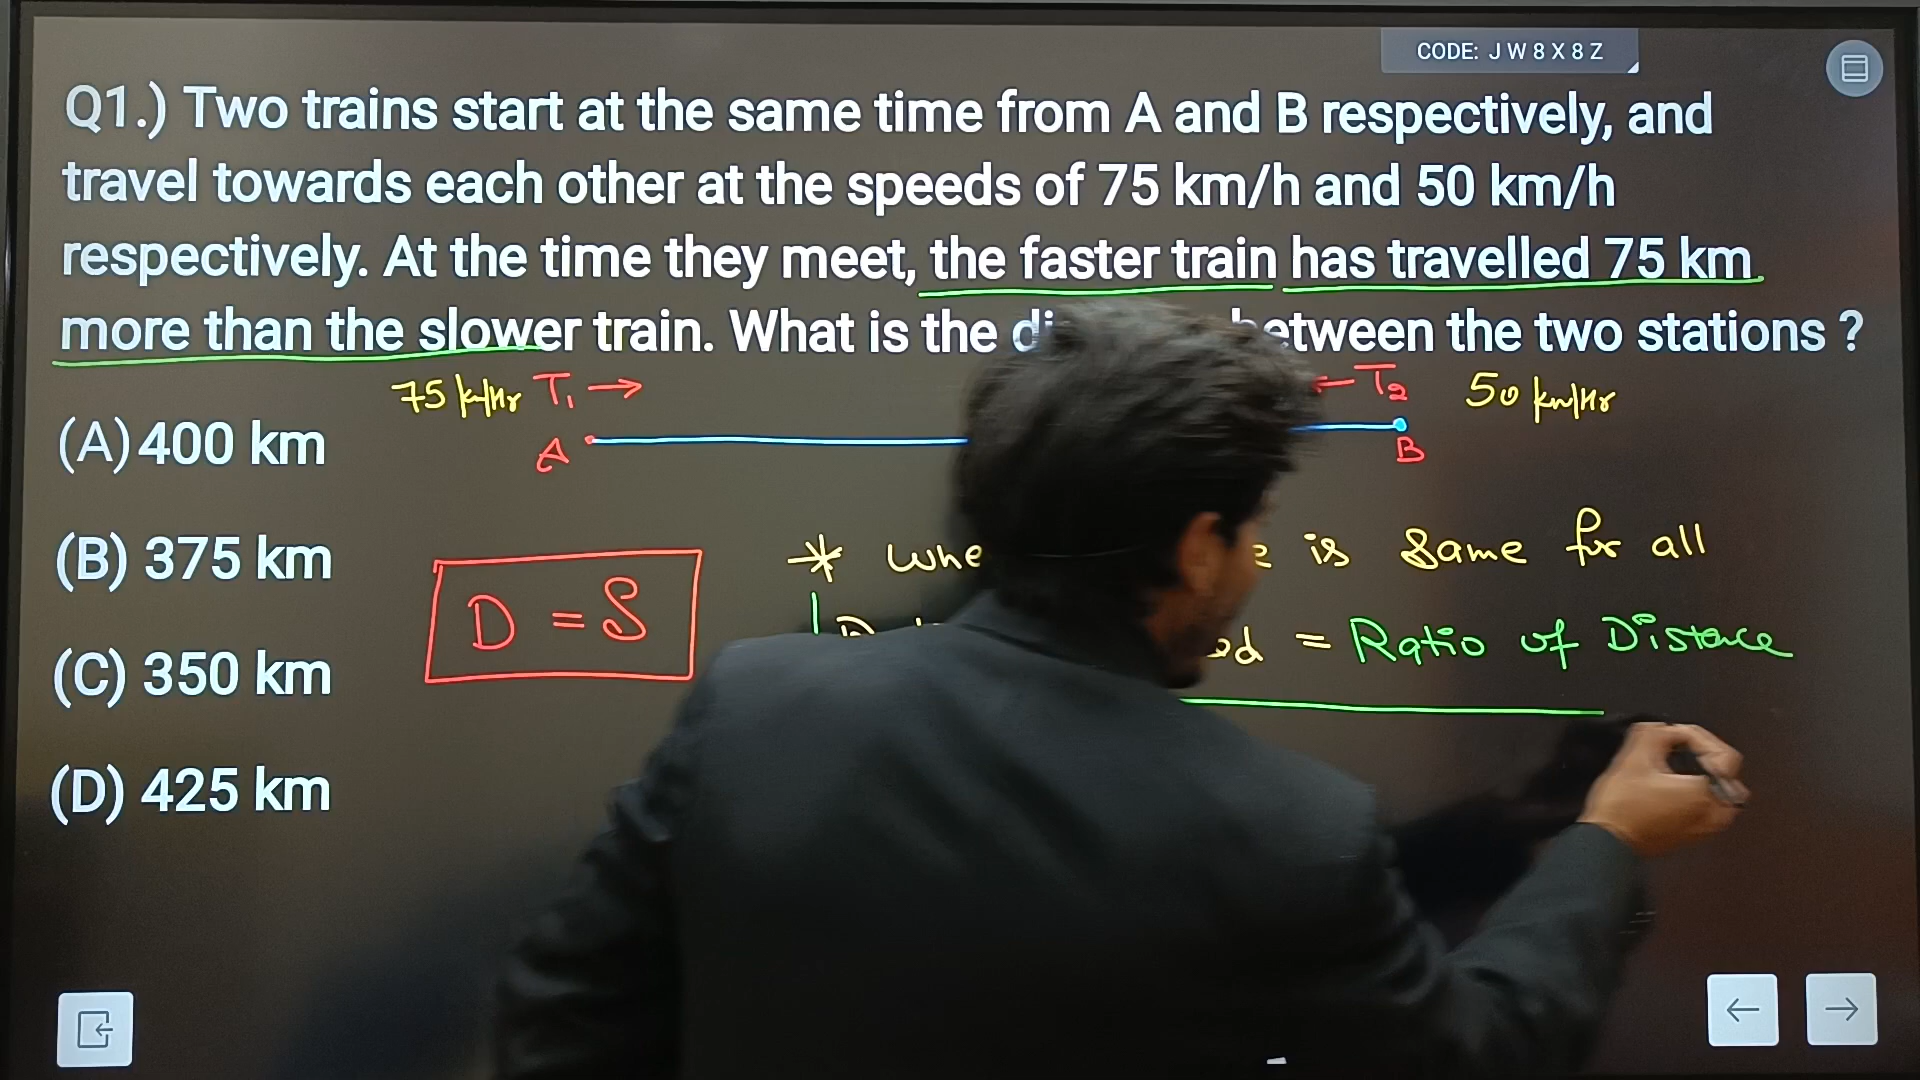 CODE: JW8X8Z
Q1.) Two trains start at the same time from A and B respectively, and
travel towards each other at the speeds of 75 km/h and 50 km/h
respectively. At the time they meet, the faster train has travelled 75 km
more than the slower train. What is the between the two stations ?
75 km/Hr T₁ → ← T₂ 50 km/Hr
A B
(A) 400 km
(B) 375 km
(C) 350 km
(D) 425 km
D = S
* is Same for all
= Ratio of Distance